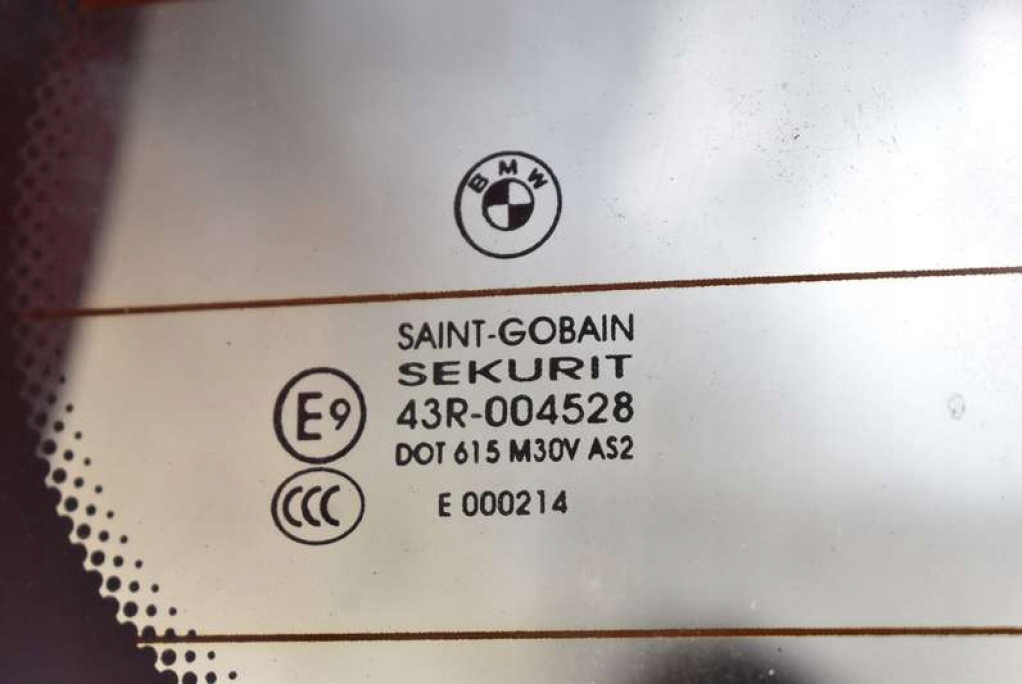 BMW
SAINT-GOBAIN
SEKURIT
E9
43R-004528
DOT 615 M30V AS2
CCC
E 000214